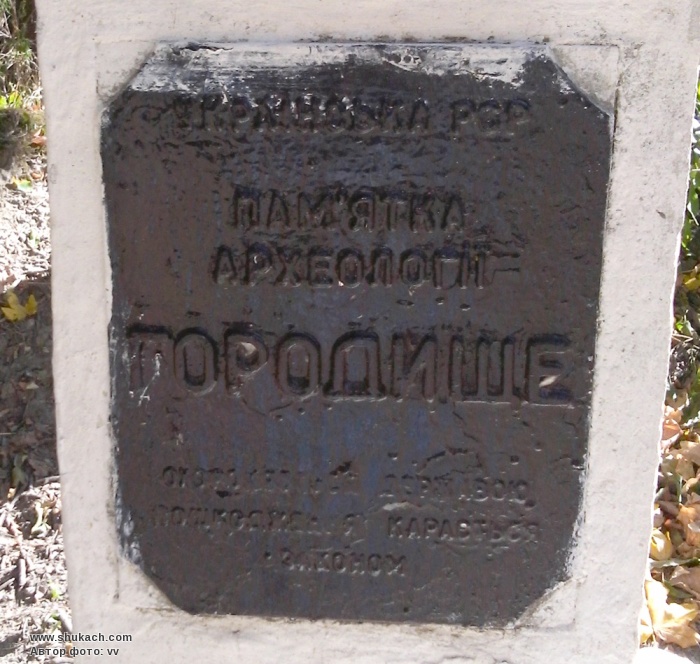 УКРАЇНСЬКА РСР
ПАМ'ЯТКА
АРХЕОЛОГІЇ
ГОРОДИЩЕ
ОХОРОНЯЄТЬСЯ ДЕРЖАВОЮ
ПОШКОДЖЕННЯ КАРАЄТЬСЯ
ЗАКОНОМ
www.shukach.com
Автор фото: vv